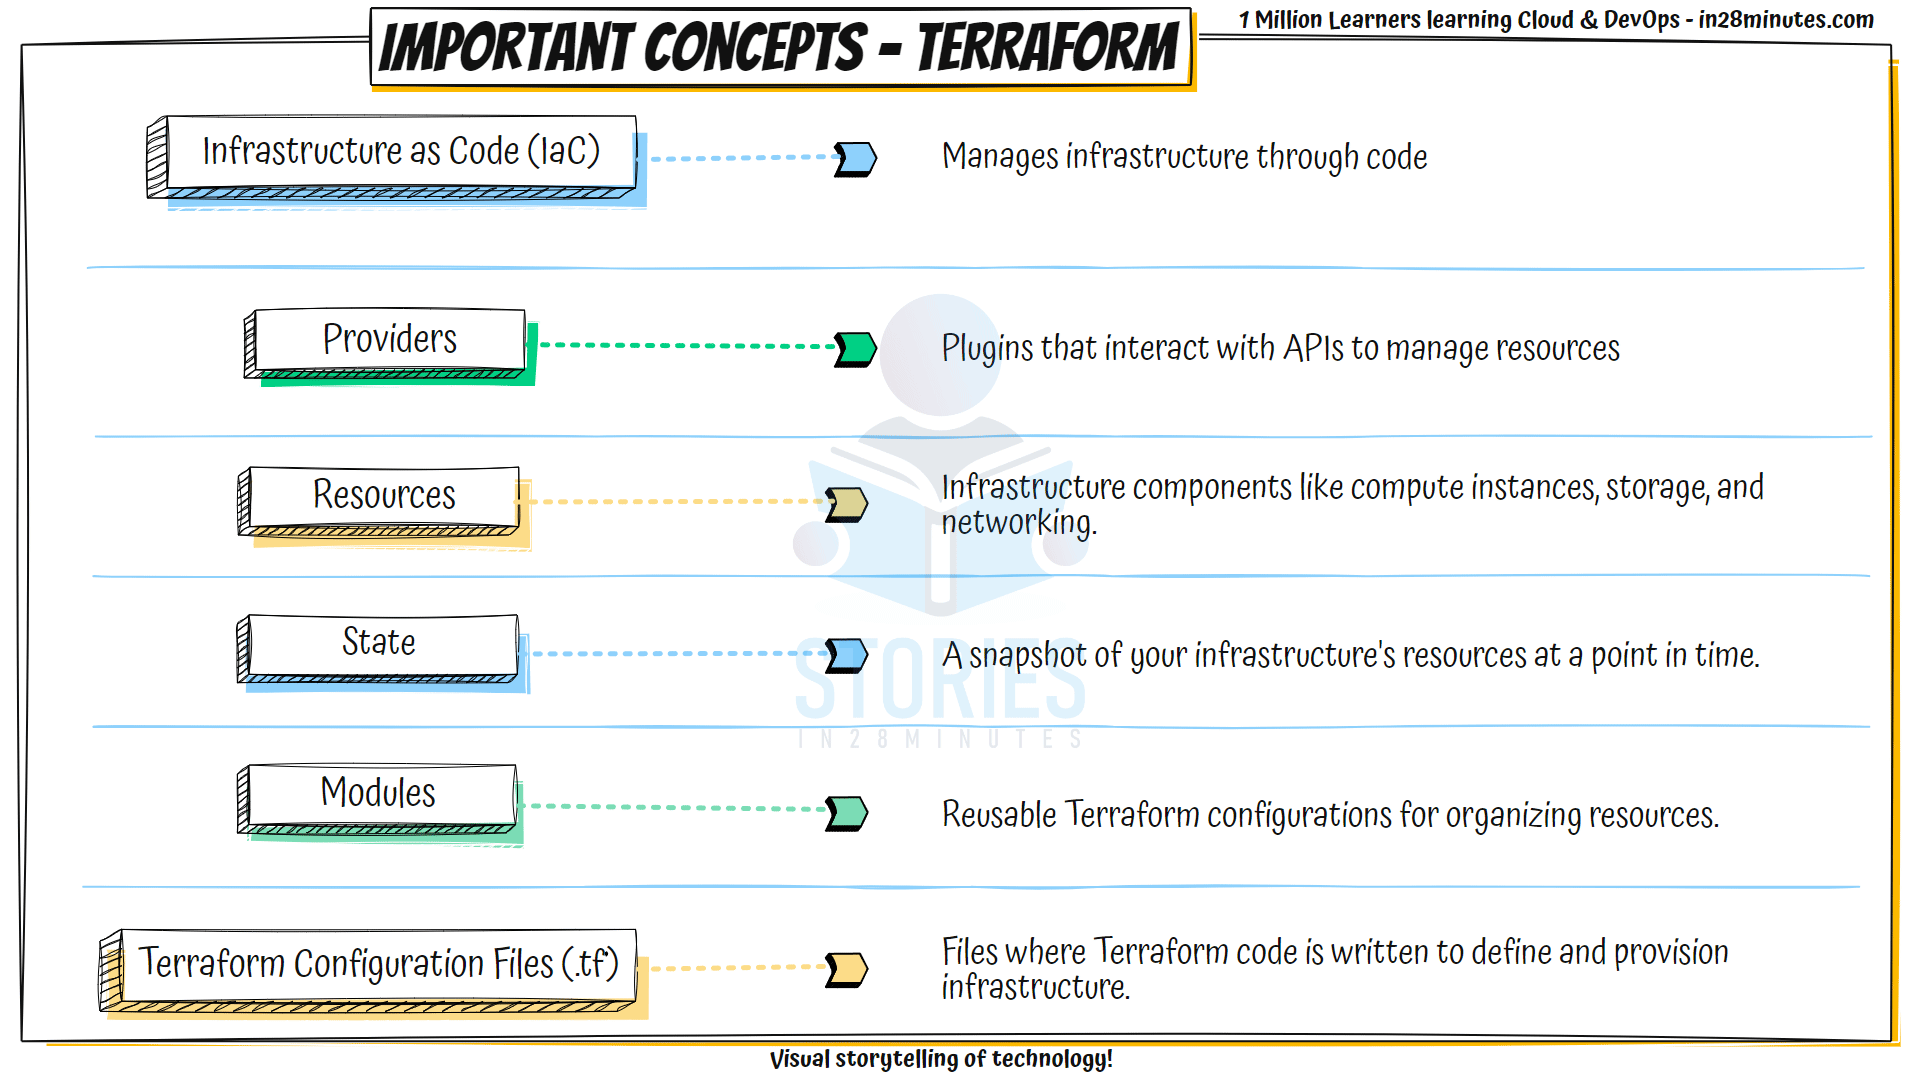 IMPORTANT CONCEPTS - TERRAFORM
1 Million Learners learning Cloud & DevOps - in28minutes.com
Infrastructure as Code (IaC)
Manages infrastructure through code
Providers
Plugins that interact with APIs to manage resources
Resources
Infrastructure components like compute instances, storage, and
networking.
State
A snapshot of your infrastructure's resources at a point in time.
STORIES
IN28MINUTES
Modules
Reusable Terraform configurations for organizing resources.
Terraform Configuration Files (.tf)
Files where Terraform code is written to define and provision
infrastructure.
Visual storytelling of technology!